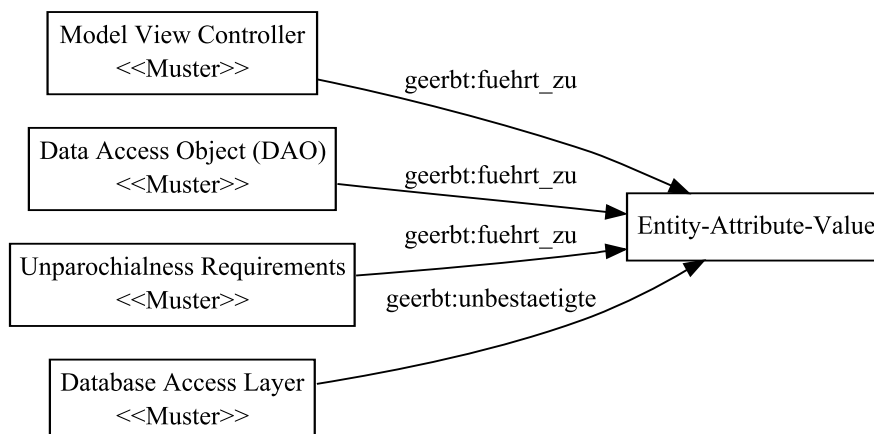 Model View Controller
<<Muster>>
geerbt:fuehrt_zu
Data Access Object (DAO)
<<Muster>>
geerbt:fuehrt_zu
Entity-Attribute-Value
geerbt:fuehrt_zu
Unparochialness Requirements
<<Muster>>
geerbt:unbestaetigte
Database Access Layer
<<Muster>>